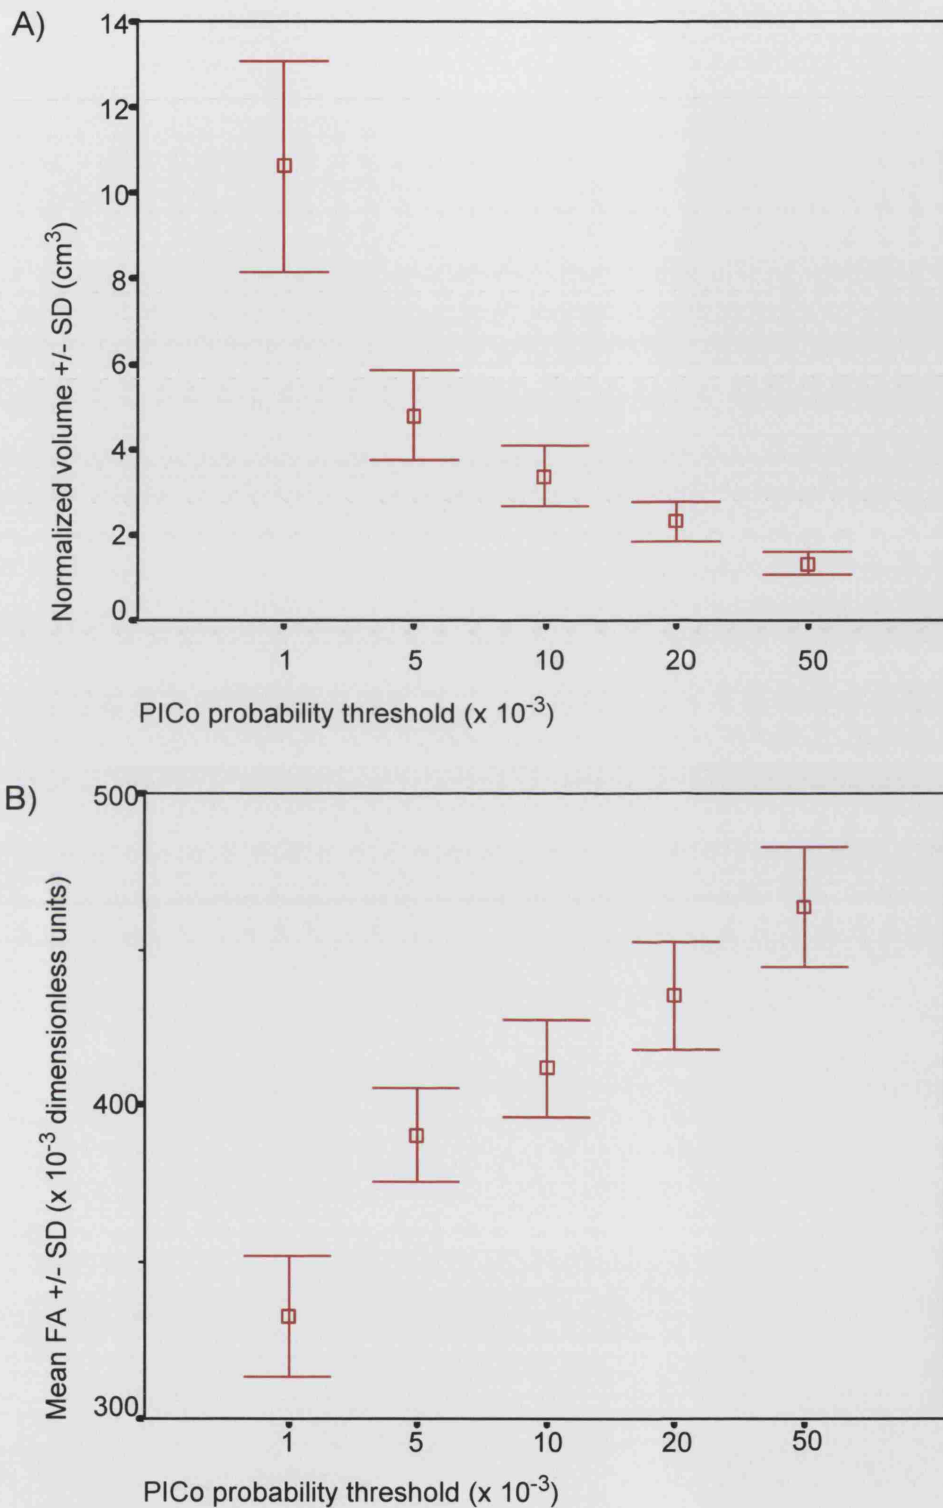 A)
14
12
10
8
6
4
2
0
Normalized volume +/- SD (cm³)
1 5 10 20 50
PICo probability threshold (x 10⁻³)
B)
500
400
300
Mean FA +/- SD (x 10⁻³ dimensionless units)
1 5 10 20 50
PICo probability threshold (x 10⁻³)